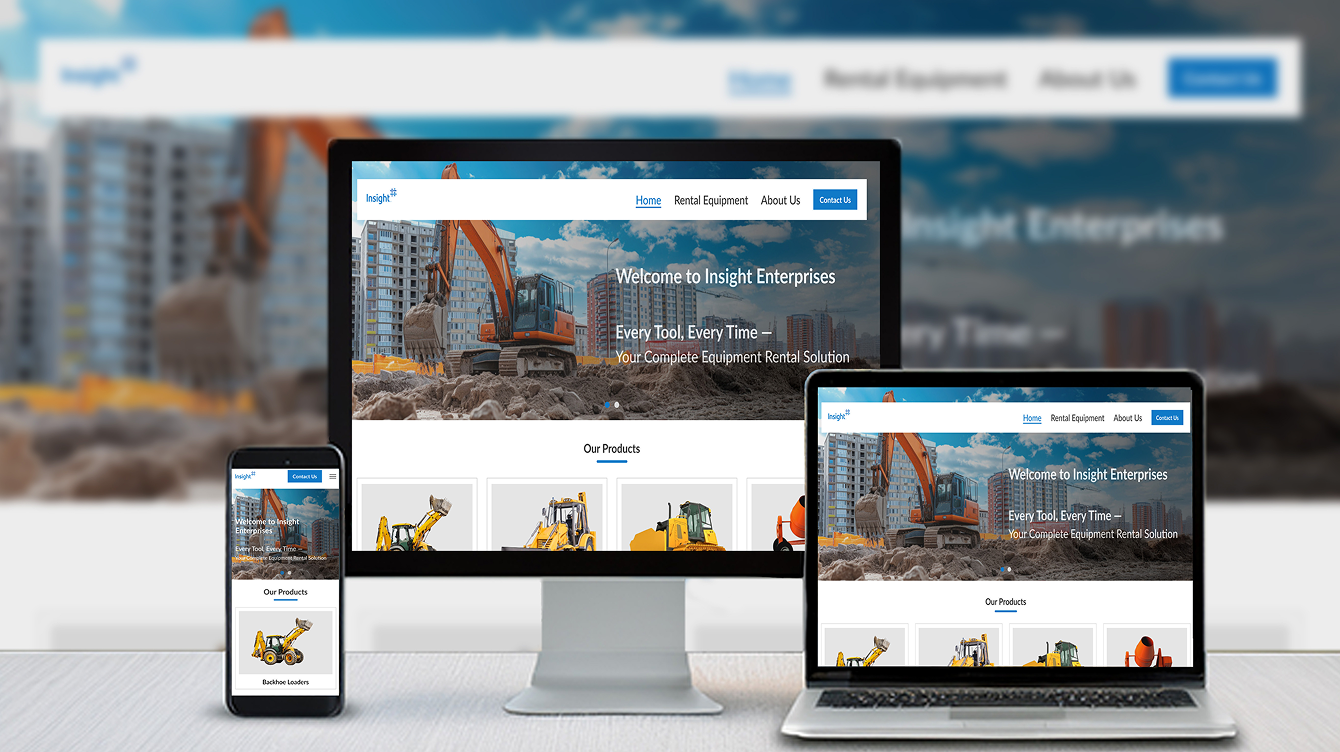 Insight
Home
Rental Equipment
About Us
Contact Us
Insight Enterprises
ery Time —
Insight
Home
Rental Equipment
About Us
Contact Us
Welcome to Insight Enterprises
Every Tool, Every Time —
Your Complete Equipment Rental Solution
Our Products
Insight
Contact Us
Welcome to Insight
Enterprises
Every Tool, Every Time —
Your Complete Equipment Rental Solution
Our Products
Backhoe Loaders
Insight
Home
Rental Equipment
About Us
Contact Us
Welcome to Insight Enterprises
Every Tool, Every Time —
Your Complete Equipment Rental Solution
Our Products